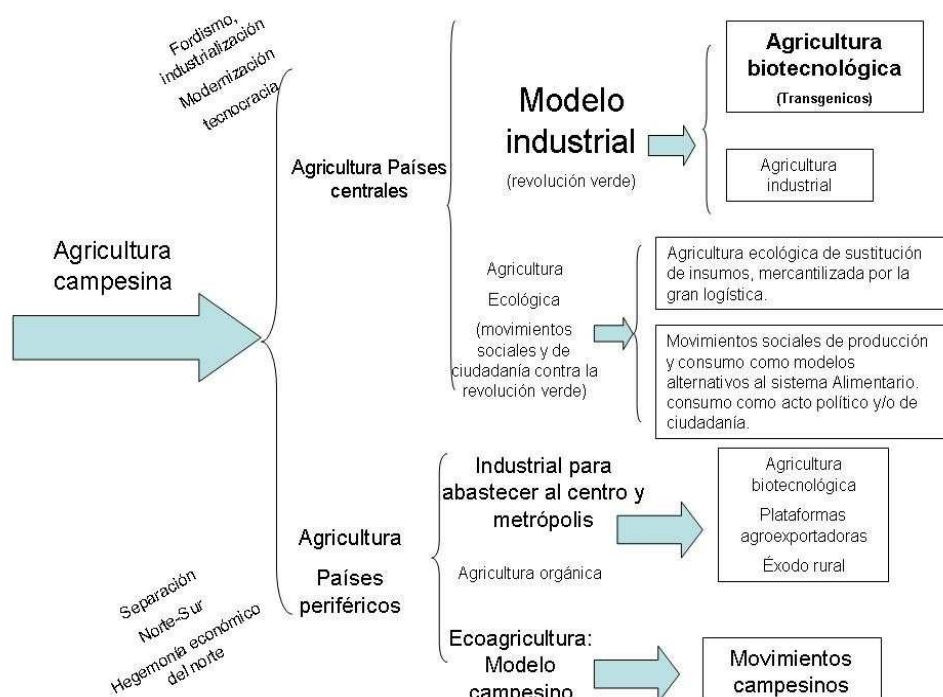 Fordismo,
industrialización
Modernización
tecnocracia
Agricultura
campesina
Separación
Norte-Sur
Hegemonía económico
del norte
Agricultura Países
centrales
Modelo
industrial
(revolución verde)
Agricultura
biotecnológica
(Transgenicos)
Agricultura
industrial
Agricultura
Ecológica
(movimientos
sociales y de
ciudadanía contra la
revolución verde)
Agricultura ecológica de sustitución
de insumos, mercantilizada por la
gran logística.
Movimientos sociales de producción
y consumo como modelos
alternativos al sistema Alimentario.
consumo como acto político y/o de
ciudadanía.
Agricultura
Países
periféricos
Industrial para
abastecer al centro y
metrópolis
Agricultura
biotecnológica
Plataformas
agroexportadoras
Éxodo rural
Agricultura orgánica
Ecoagricultura:
Modelo
campesino
Movimientos
campesinos